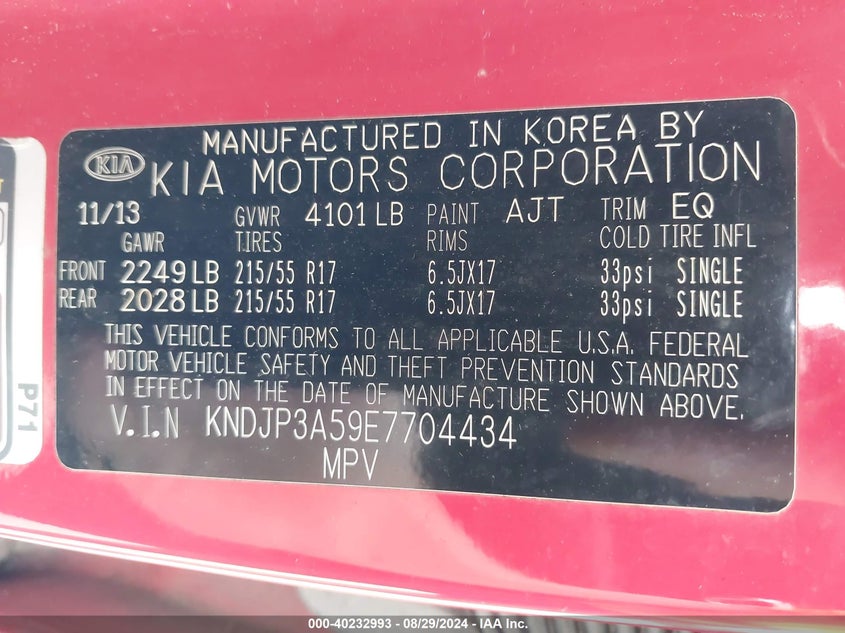 MANUFACTURED IN KOREA BY
KIA KIA MOTORS CORPORATION
11/13 GVWR 4101 LB PAINT AJT TRIM EQ
GAWR TIRES RIMS COLD TIRE INFL
FRONT 2249 LB 215/55 R17 6.5JX17 33psi SINGLE
REAR 2028 LB 215/55 R17 6.5JX17 33psi SINGLE
THIS VEHICLE CONFORMS TO ALL APPLICABLE U.S.A. FEDERAL
MOTOR VEHICLE SAFETY AND THEFT PREVENTION STANDARDS
IN EFFECT ON THE DATE OF MANUFACTURE SHOWN ABOVE.
V.I.N KNDJP3A59E7704434
MPV
P71
000-40232993 - 08/29/2024 - IAA Inc.